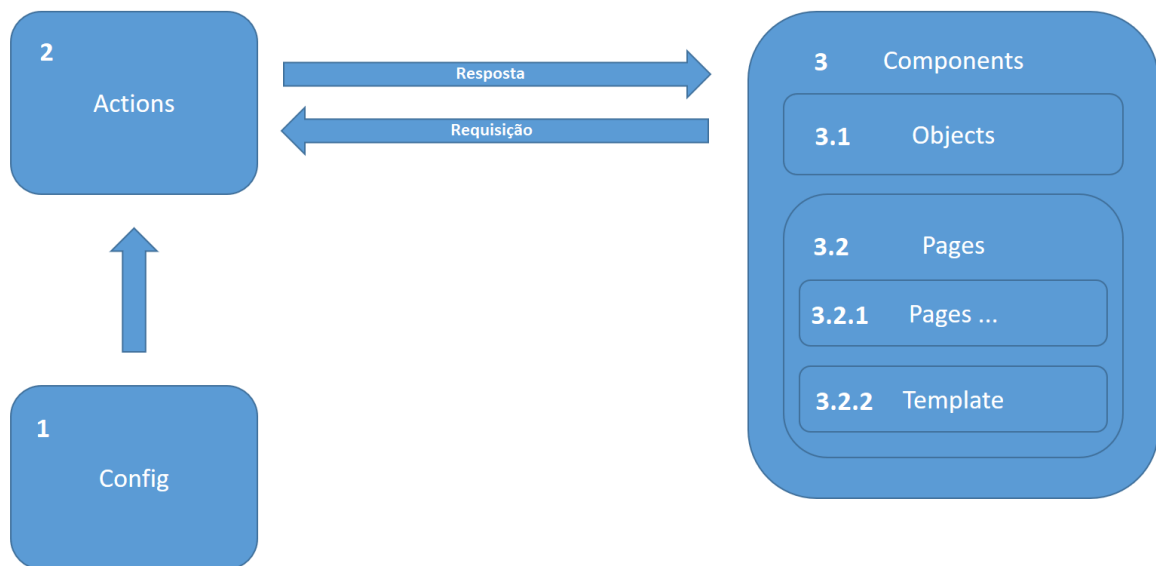 2
Actions
Resposta
Requisição
3 Components
3.1 Objects
3.2 Pages
3.2.1 Pages ...
3.2.2 Template
1
Config